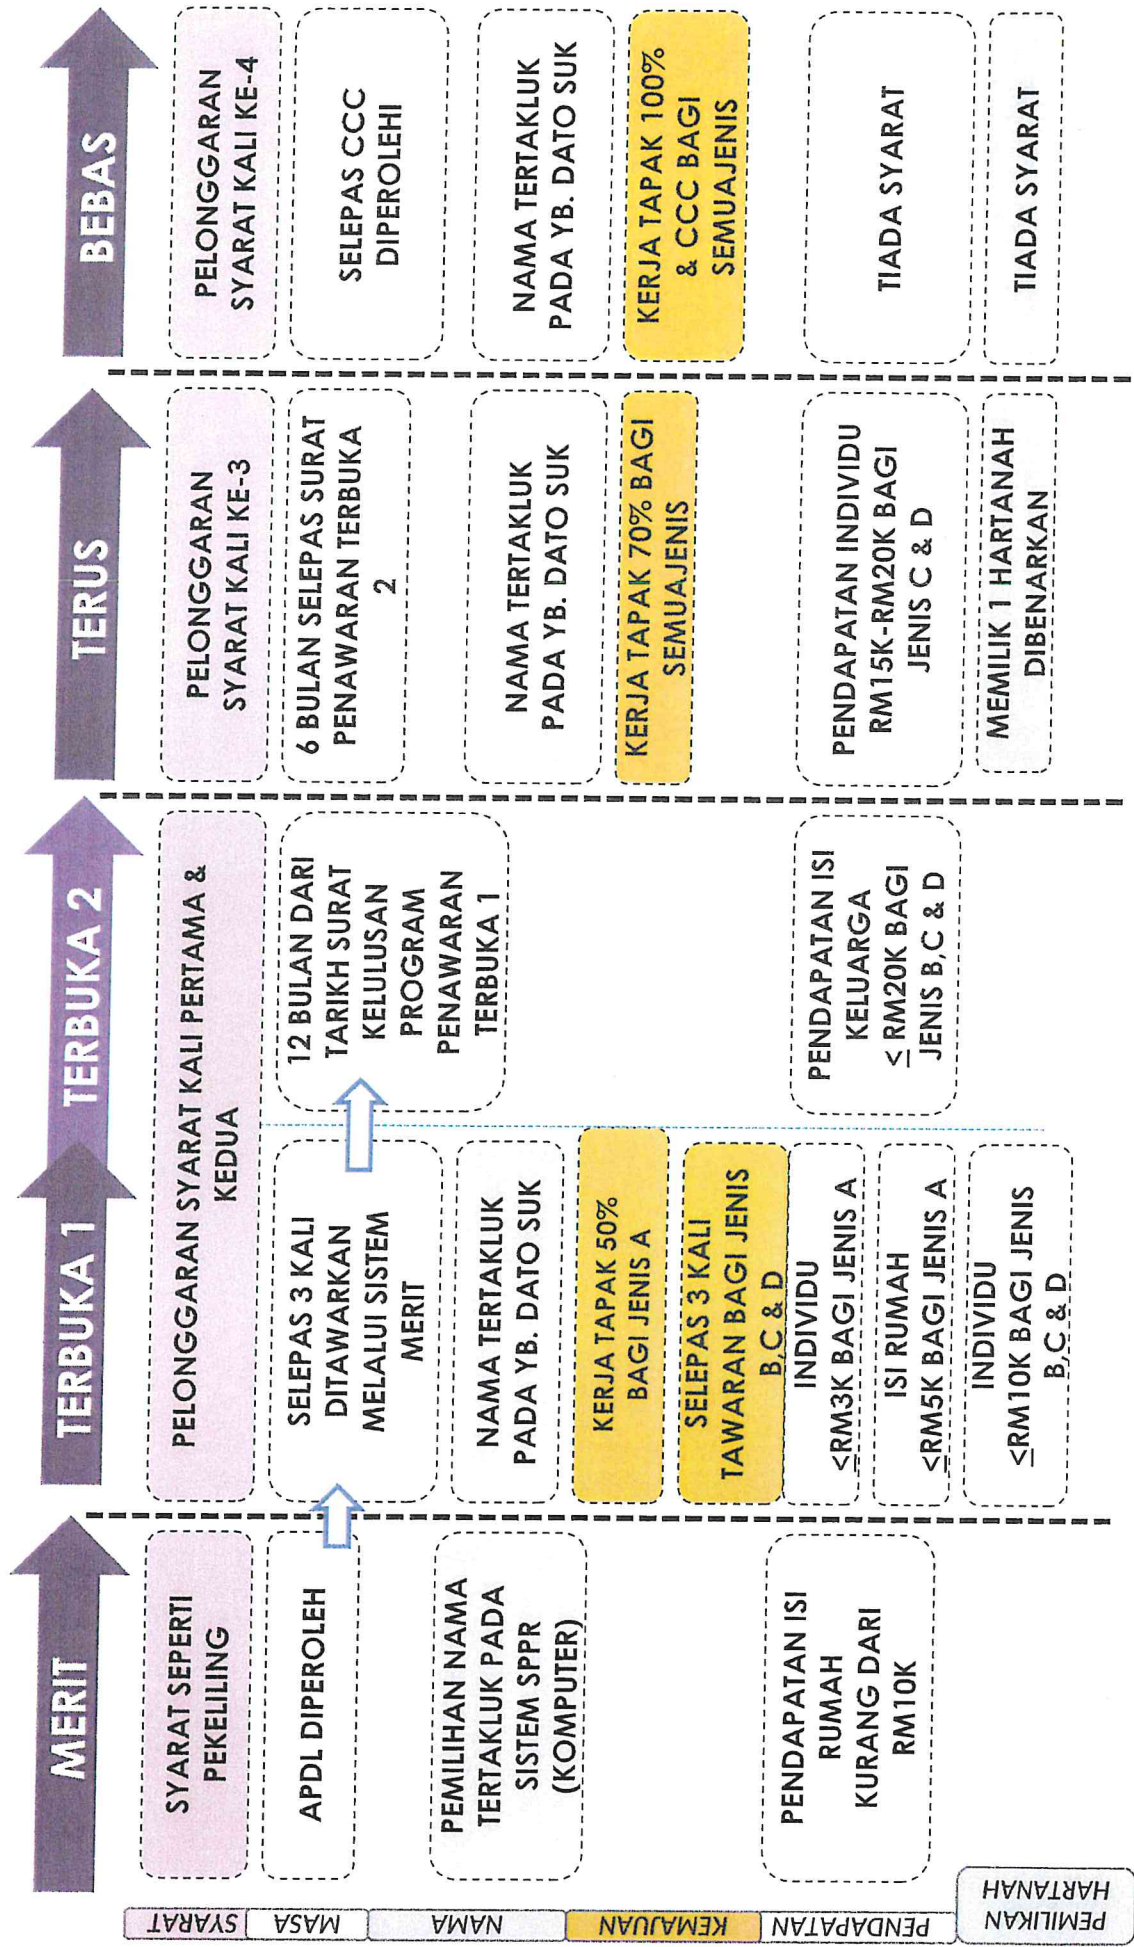 MERIT
TERBUKA 1
TERBUKA 2
TERUS
BEBAS
SYARAT
SYARAT SEPERTI
PEKELILING
PELONGGARAN SYARAT KALI PERTAMA &
KEDUA
PELONGGARAN
SYARAT KALI KE-3
PELONGGARAN
SYARAT KALI KE-4
MASA
APDL DIPEROLEH
SELEPAS 3 KALI
DITAWARKAN
MELALUI SISTEM
MERIT
12 BULAN DARI
TARIKH SURAT
KELULUSAN
PROGRAM
PENAWARAN
TERBUKA 1
6 BULAN SELEPAS SURAT
PENAWARAN TERBUKA
2
SELEPAS CCC
DIPEROLEHI
NAMA
PEMILIHAN NAMA
TERTAKLUK PADA
SISTEM SPPR
(KOMPUTER)
NAMA TERTAKLUK
PADA YB. DATO SUK
NAMA TERTAKLUK
PADA YB. DATO SUK
NAMA TERTAKLUK
PADA YB. DATO SUK
KEMAJUAN
KERJA TAPAK 50%
BAGI JENIS A
SELEPAS 3 KALI
TAWARAN BAGI JENIS
B,C & D
KERJA TAPAK 70% BAGI
SEMUAJENIS
KERJA TAPAK 100%
& CCC BAGI
SEMUAJENIS
PENDAPATAN
PENDAPATAN ISI
RUMAH
KURANG DARI
RM10K
INDIVIDU
<RM3K BAGI JENIS A
ISI RUMAH
<RM5K BAGI JENIS A
INDIVIDU
≤RM10K BAGI JENIS
B,C & D
PENDAPATAN ISI
KELUARGA
≤ RM20K BAGI
JENIS B,C & D
PENDAPATAN INDIVIDU
RM15K-RM20K BAGI
JENIS C & D
TIADA SYARAT
PEMILIKAN
HARTANAH
MEMILIK 1 HARTANAH
DIBENARKAN
TIADA SYARAT